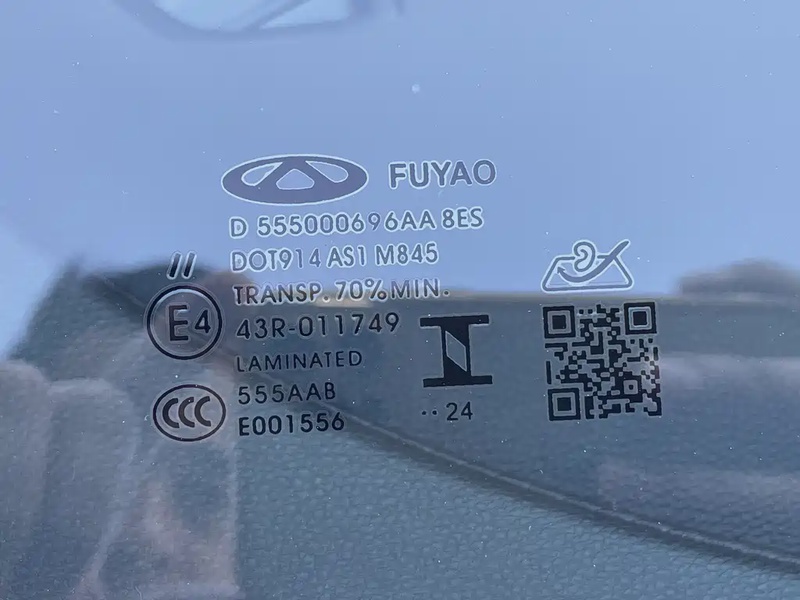 FUYAO
D 555000696AA 8ES
DOT914 AS1 M845
//
TRANSP. 70% MIN.
E4
43R-011749
LAMINATED
CCC
555AAB
E001556
·· 24